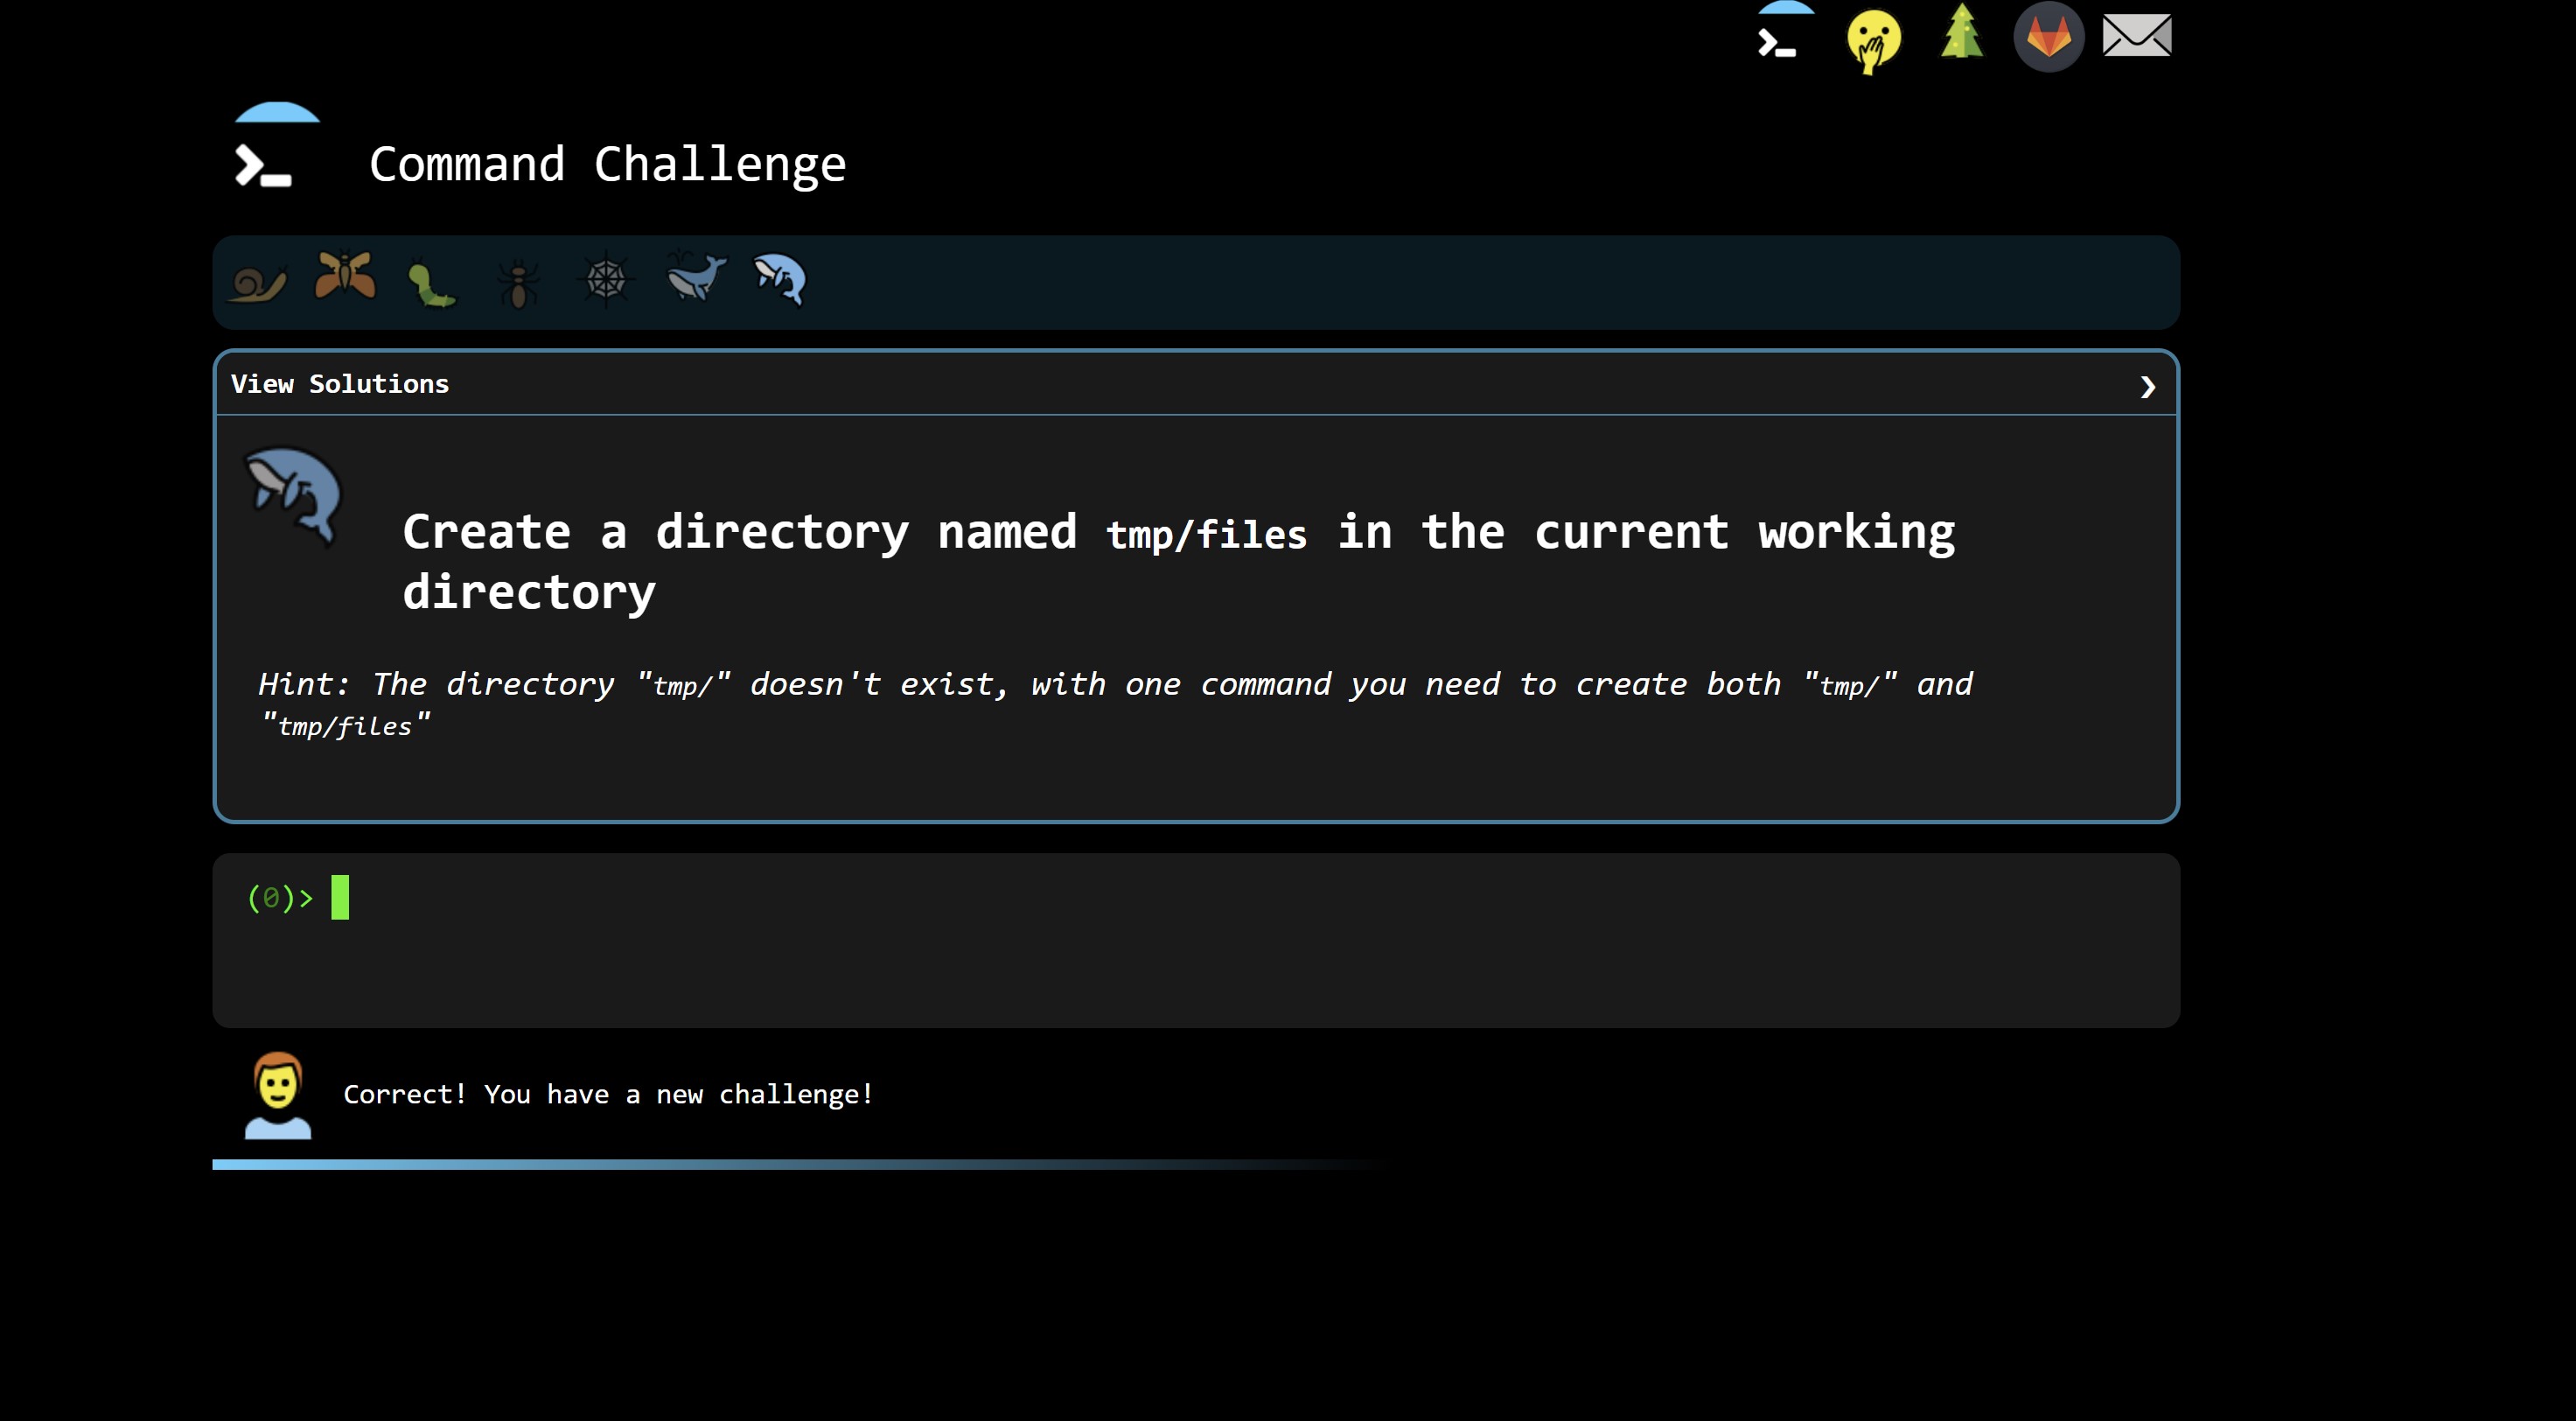 Command Challenge
View Solutions
Create a directory named tmp/files in the current working
directory
Hint: The directory "tmp/" doesn't exist, with one command you need to create both "tmp/" and
"tmp/files"
(0)>
Correct! You have a new challenge!